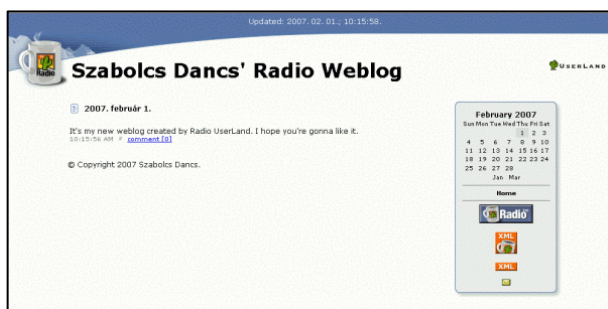 Updated: 2007. 02. 01.; 10:15:58.
Radio
Szabolcs Dancs' Radio Weblog
USERLAND
2007. február 1.
It's my new weblog created by Radio UserLand. I hope you're gonna like it.
10:15:56 AM # comment [0]
© Copyright 2007 Szabolcs Dancs.
February 2007
Sun Mon Tue Wed Thu Fri Sat
1 2 3
4 5 6 7 8 9 10
11 12 13 14 15 16 17
18 19 20 21 22 23 24
25 26 27 28
Jan Mar
Home
Radio
XML
XML